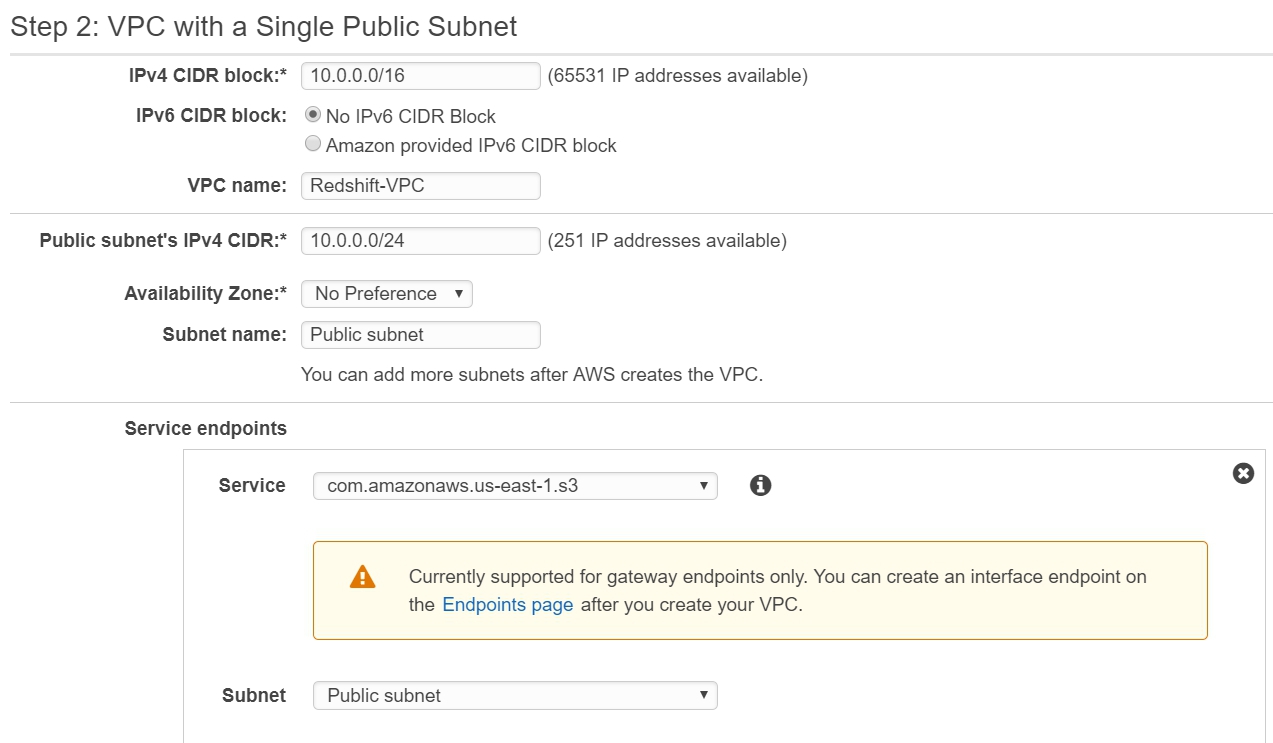 Step 2: VPC with a Single Public Subnet
IPv4 CIDR block:* 10.0.0.0/16 (65531 IP addresses available)
IPv6 CIDR block: No IPv6 CIDR Block
Amazon provided IPv6 CIDR block
VPC name: Redshift-VPC
Public subnet's IPv4 CIDR:* 10.0.0.0/24 (251 IP addresses available)
Availability Zone:* No Preference
Subnet name: Public subnet
You can add more subnets after AWS creates the VPC.
Service endpoints
Service com.amazonaws.us-east-1.s3
Currently supported for gateway endpoints only. You can create an interface endpoint on
the Endpoints page after you create your VPC.
Subnet Public subnet